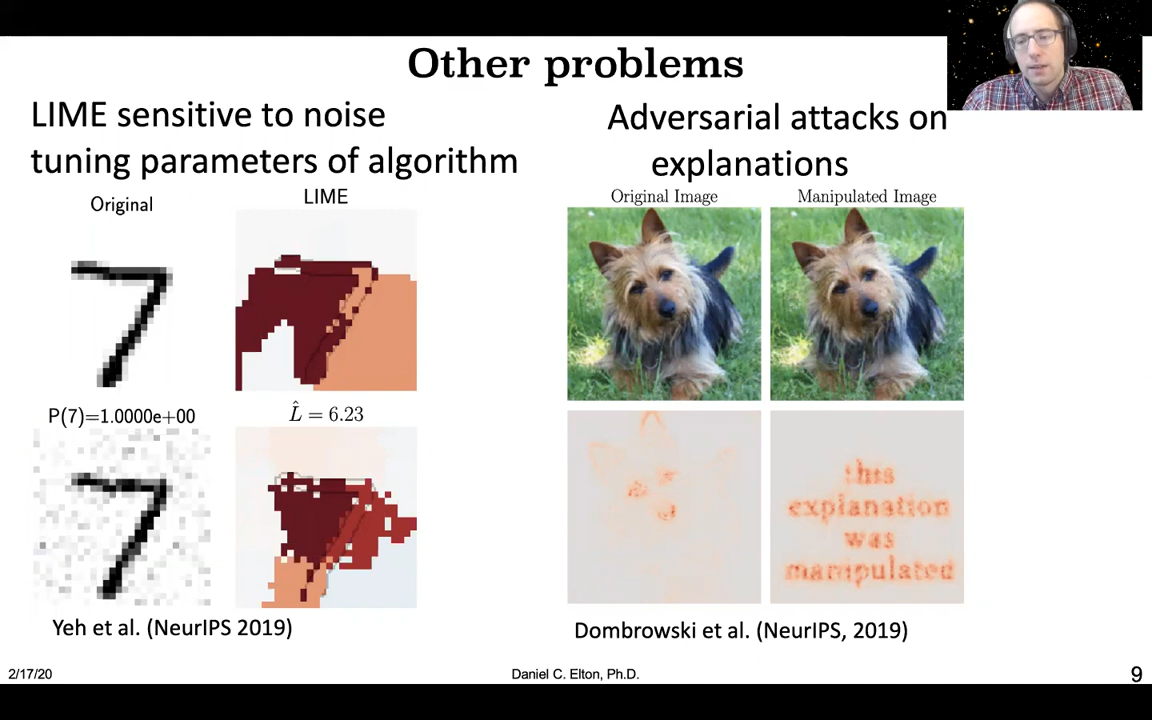 Other problems
LIME sensitive to noise
tuning parameters of algorithm
Original
LIME
P(7)=1.0000e+00
L̂ = 6.23
Yeh et al. (NeurIPS 2019)
Adversarial attacks on
explanations
Original Image
Manipulated Image
this
explanation
was
manipulated
Dombrowski et al. (NeurIPS, 2019)
2/17/20
Daniel C. Elton, Ph.D.
9